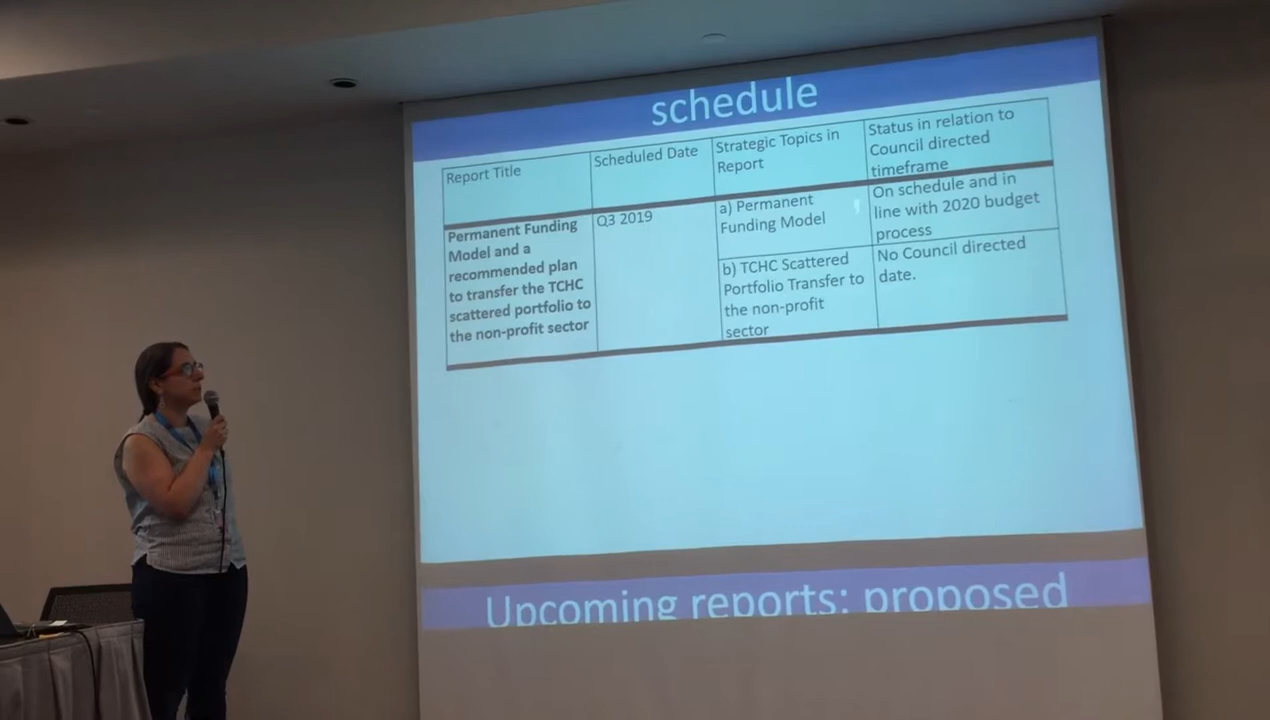 schedule
Report Title
Scheduled Date
Strategic Topics in
Report
Status in relation to
Council directed
timeframe
Permanent Funding
Model and a
recommended plan
to transfer the TCHC
scattered portfolio to
the non-profit sector
Q3 2019
a) Permanent
Funding Model
On schedule and in
line with 2020 budget
process
b) TCHC Scattered
Portfolio Transfer to
the non-profit
sector
No Council directed
date.
Upcoming reports: proposed